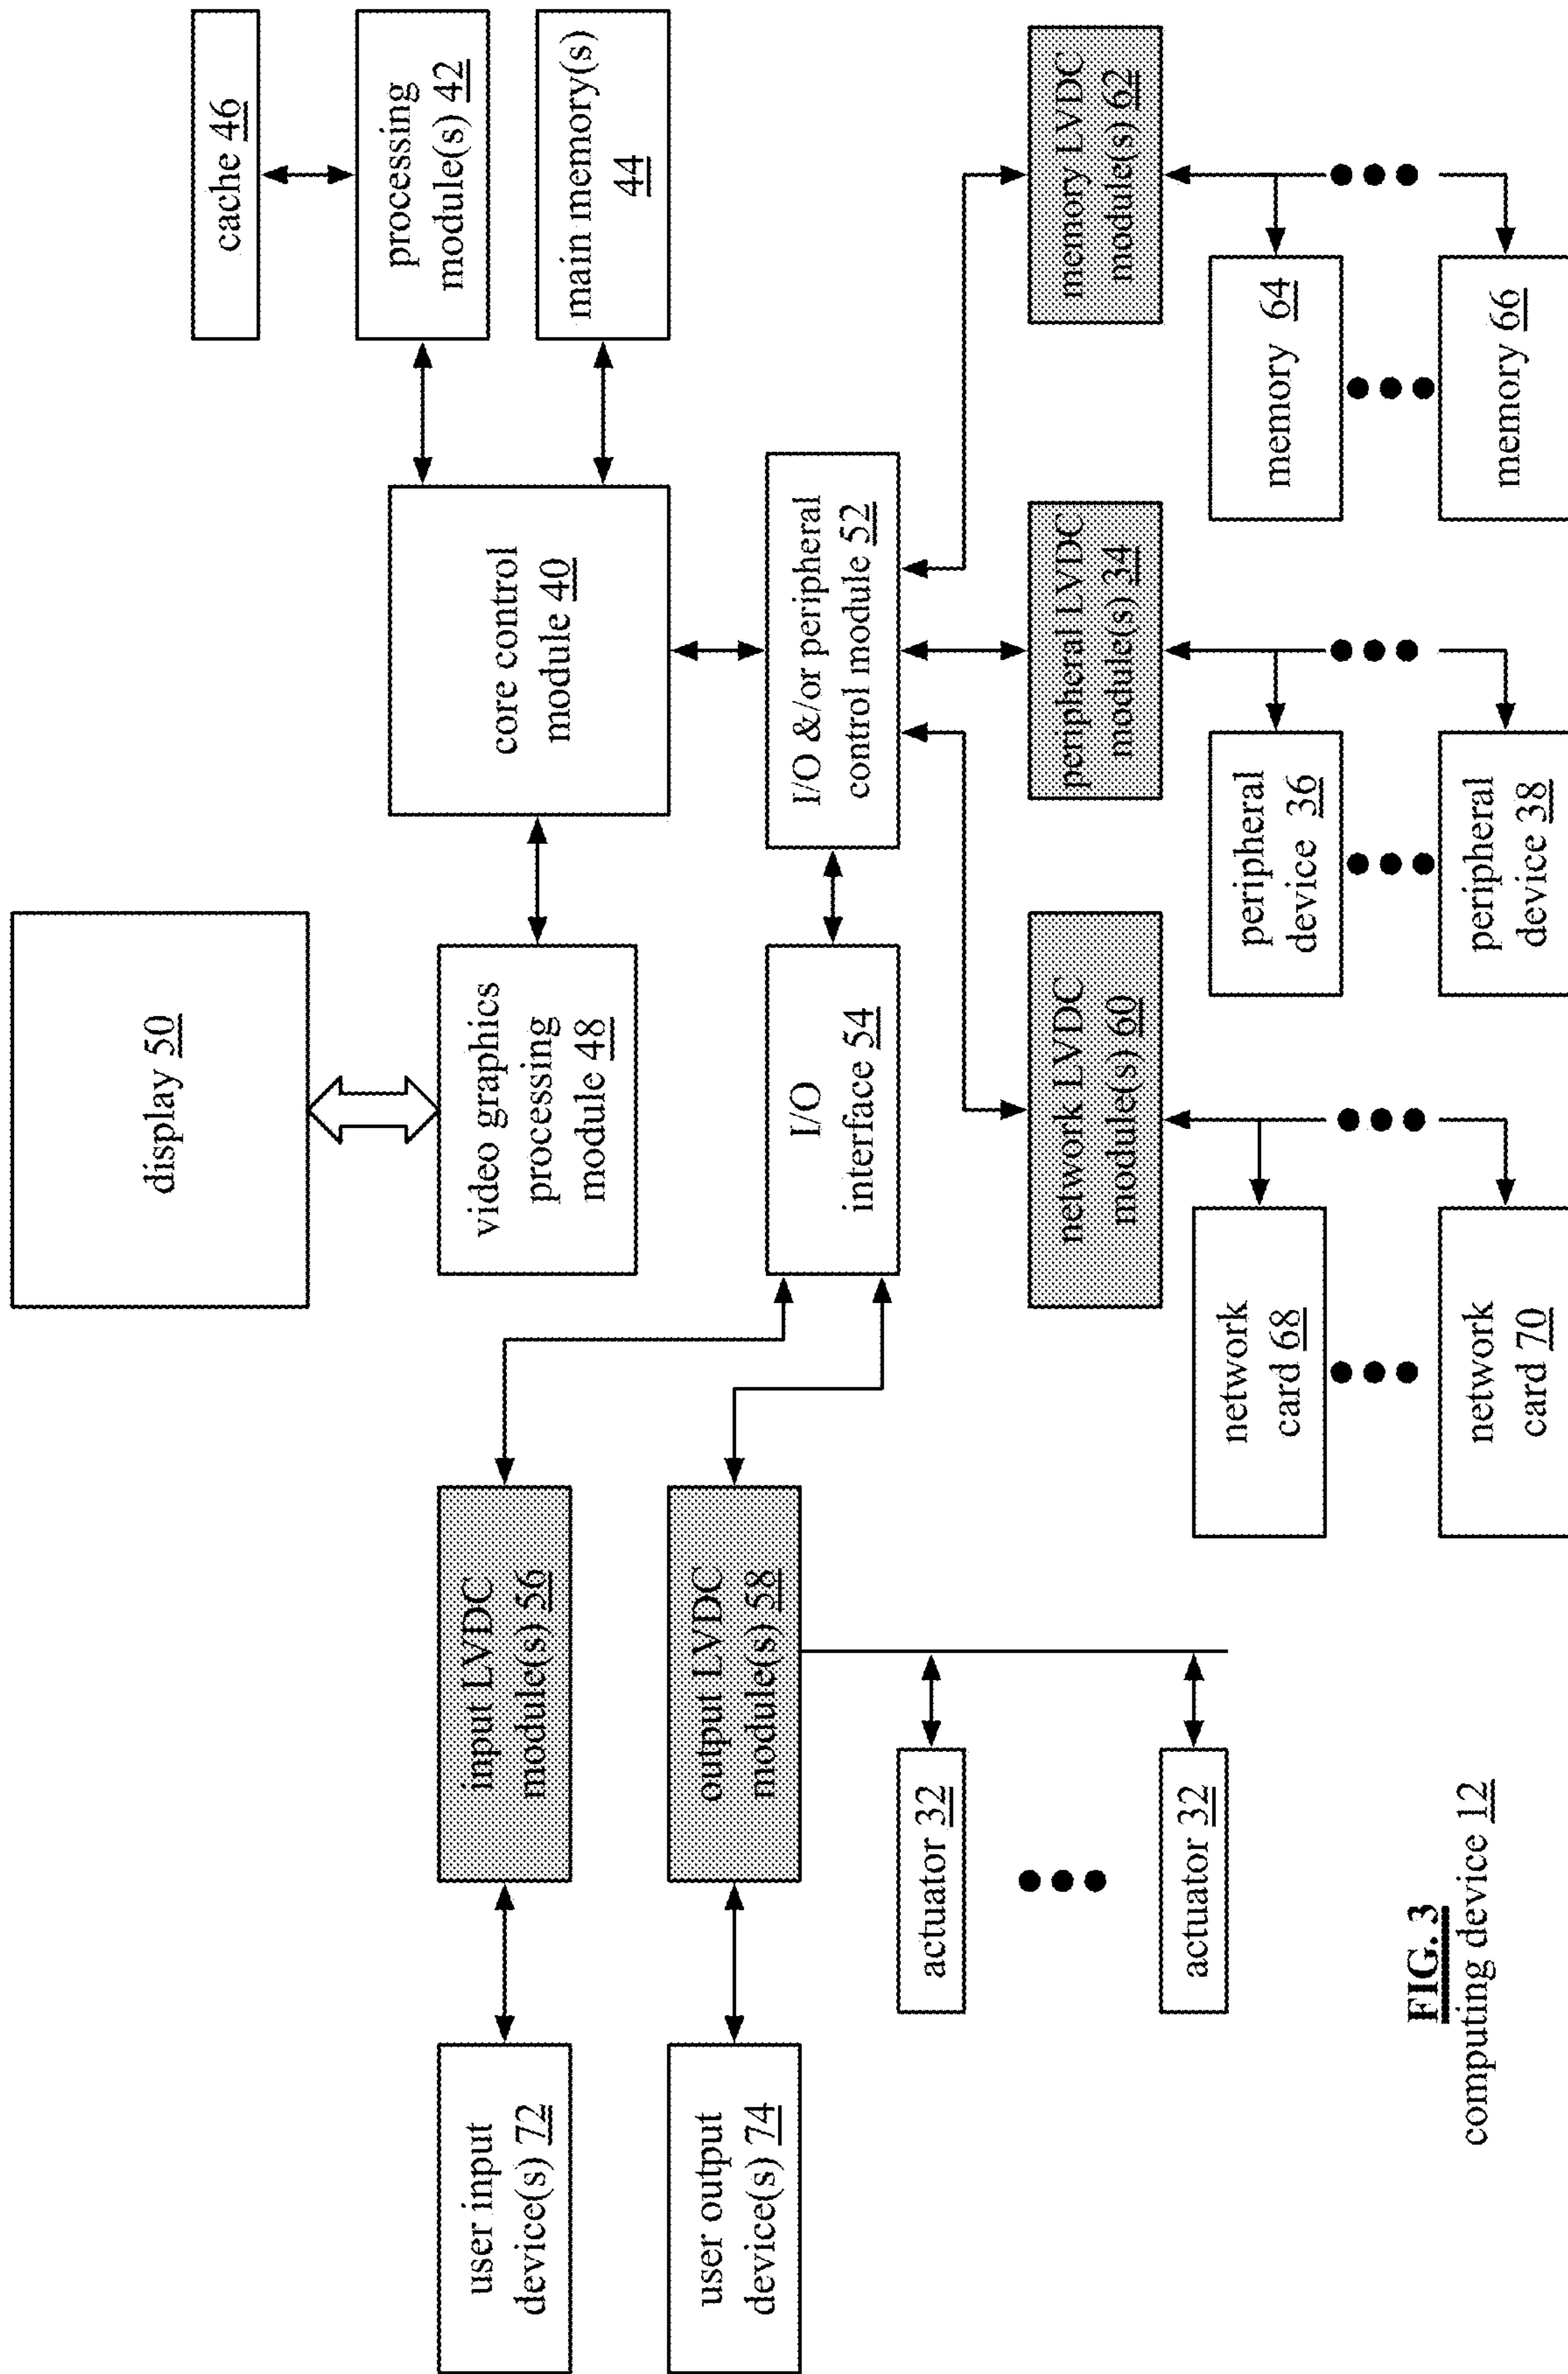 display 50
cache 46
processing
module(s) 42
main memory(s)
44
core control
module 40
video graphics
processing
module 48
I/O &/or peripheral
control module 52
I/O
interface 54
input LVDC
module(s) 56
user input
device(s) 72
output LVDC
module(s) 58
user output
device(s) 74
actuator 32
actuator 32
network LVDC
module(s) 60
peripheral LVDC
module(s) 34
memory LVDC
module(s) 62
network
card 68
peripheral
device 36
memory 64
network
card 70
peripheral
device 38
memory 66
FIG. 3
computing device 12